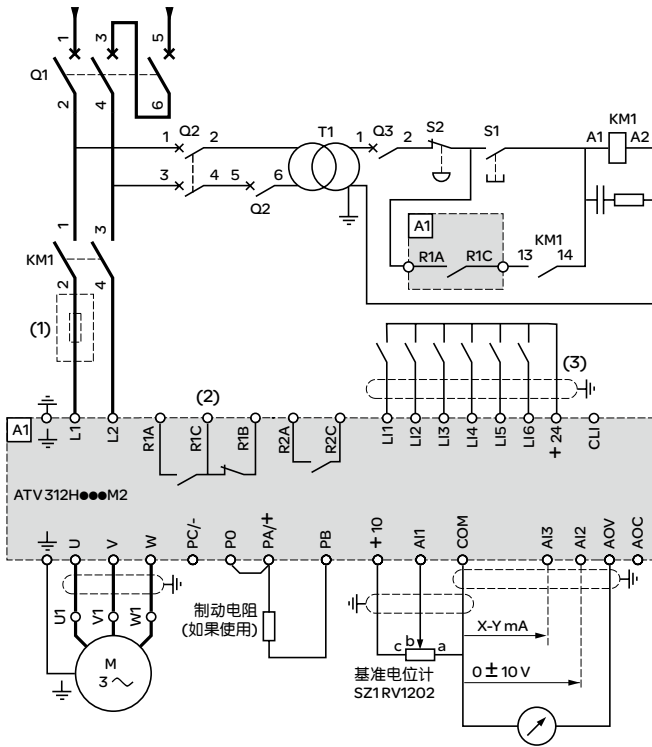 1 3 5
Q1
2 4 6
1 Q2 2 T1 1 Q3 2 S2 S1 KM1
A1 A2
3 4 5 6
Q2
A1
R1A R1C 13 KM1 14
1 3
KM1
2 4
(1)
(2)
(3)
A1 L1 L2 R1A R1C R1B R2A R2C LI1 LI2 LI3 LI4 LI5 LI6 +24 CLI
ATV312H●●●M2
U V W PC/- P0 PA/+ PB +10 AI1 COM AI3 AI2 AOV AOC
U1 V1 W1
制动电阻
(如果使用)
M
3
c b a
基准电位计
SZ1RV1202
X-Y mA
0±10V